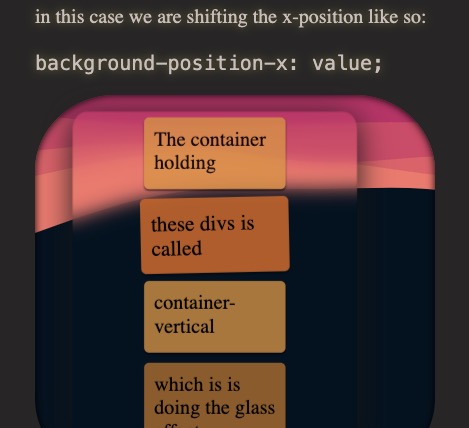 in this case we are shifting the x-position like so:
background-position-x: value;
The container
holding
these divs is
called
container-
vertical
which is is
doing the glass